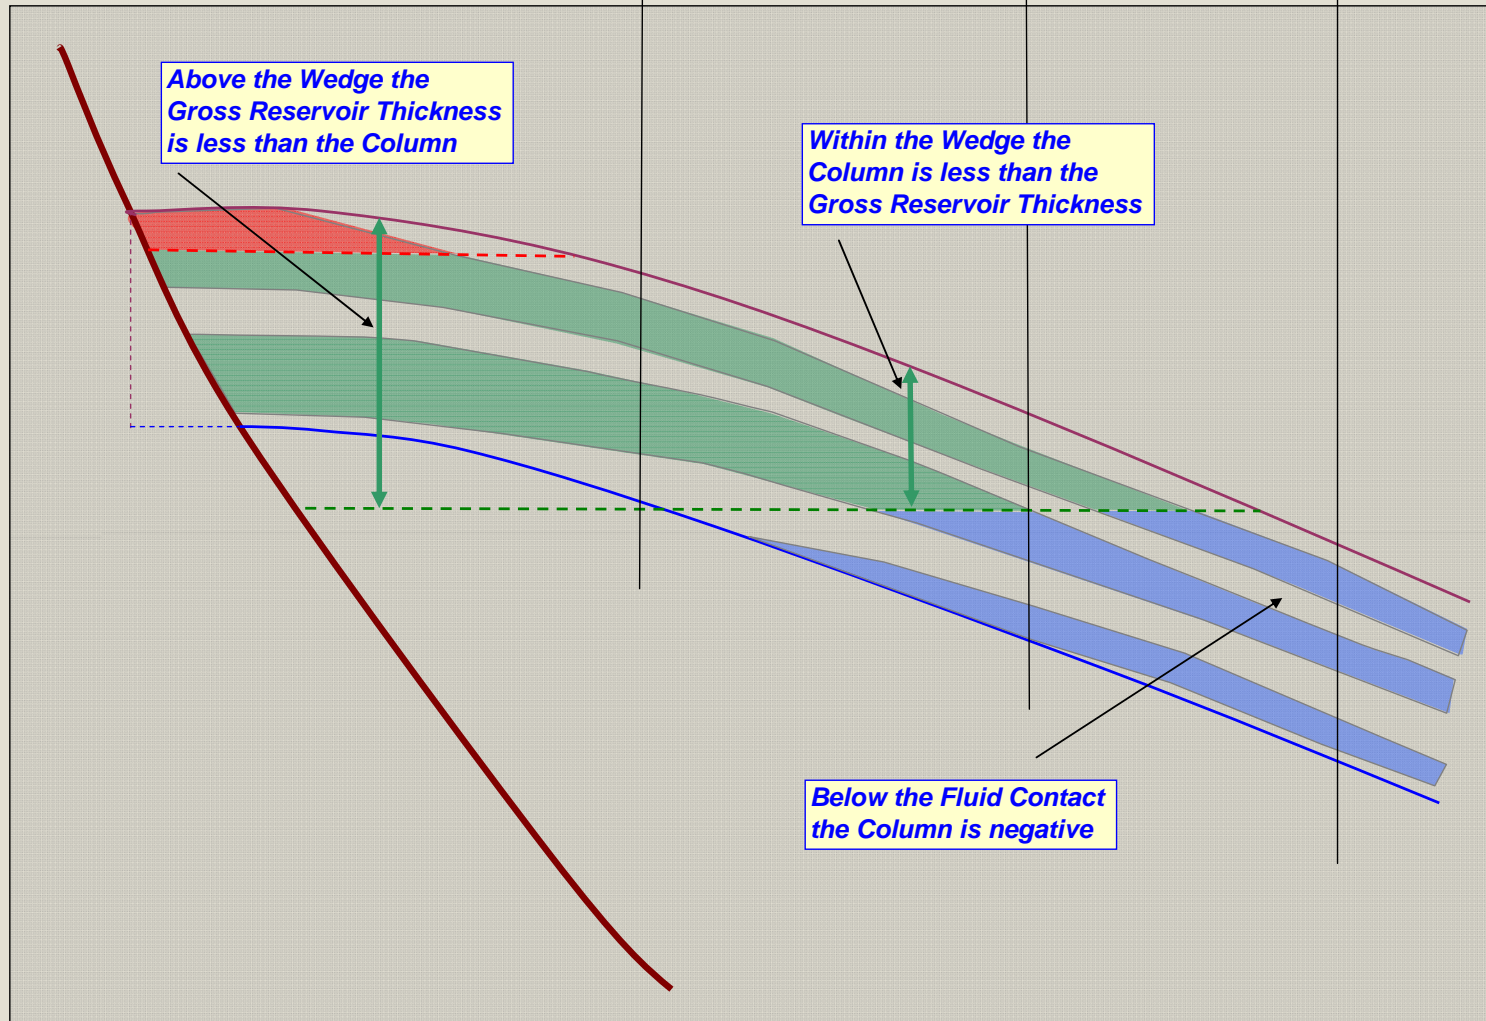 Above the Wedge the
Gross Reservoir Thickness
is less than the Column
Within the Wedge the
Column is less than the
Gross Reservoir Thickness
Below the Fluid Contact
the Column is negative